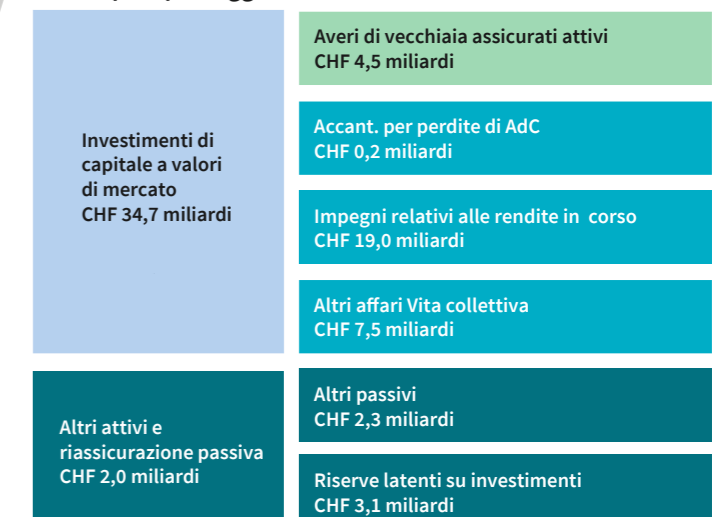 Investimenti di
capitale a valori
di mercato
CHF 34,7 miliardi
Altri attivi e
riassicurazione passiva
CHF 2,0 miliardi
Averi di vecchiaia assicurati attivi
CHF 4,5 miliardi
Accant. per perdite di AdC
CHF 0,2 miliardi
Impegni relativi alle rendite in corso
CHF 19,0 miliardi
Altri affari Vita collettiva
CHF 7,5 miliardi
Altri passivi
CHF 2,3 miliardi
Riserve latenti su investimenti
CHF 3,1 miliardi